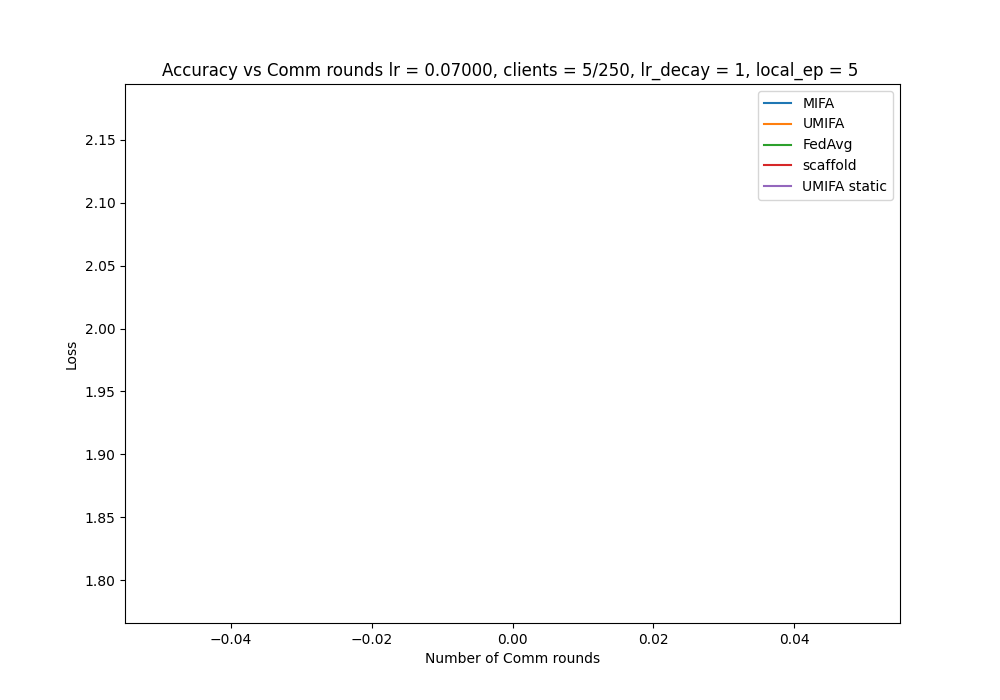 Accuracy vs Comm rounds lr = 0.07000, clients = 5/250, lr_decay = 1, local_ep = 5
MIFA
UMIFA
FedAvg
scaffold
UMIFA static
2.15
2.10
2.05
2.00
1.95
1.90
1.85
1.80
Loss
−0.04
−0.02
0.00
0.02
0.04
Number of Comm rounds